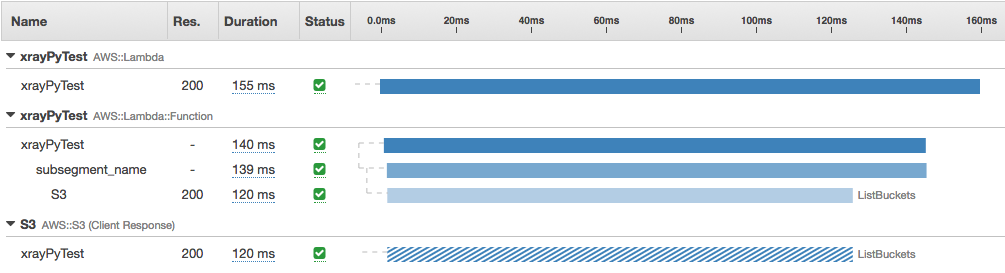 Name Res. Duration Status 0.0ms 20ms 40ms 60ms 80ms 100ms 120ms 140ms 160ms
xrayPyTest AWS::Lambda
xrayPyTest 200 155 ms
xrayPyTest AWS::Lambda::Function
xrayPyTest - 140 ms
subsegment_name - 139 ms
S3 200 120 ms ListBuckets
S3 AWS::S3 (Client Response)
xrayPyTest 200 120 ms ListBuckets